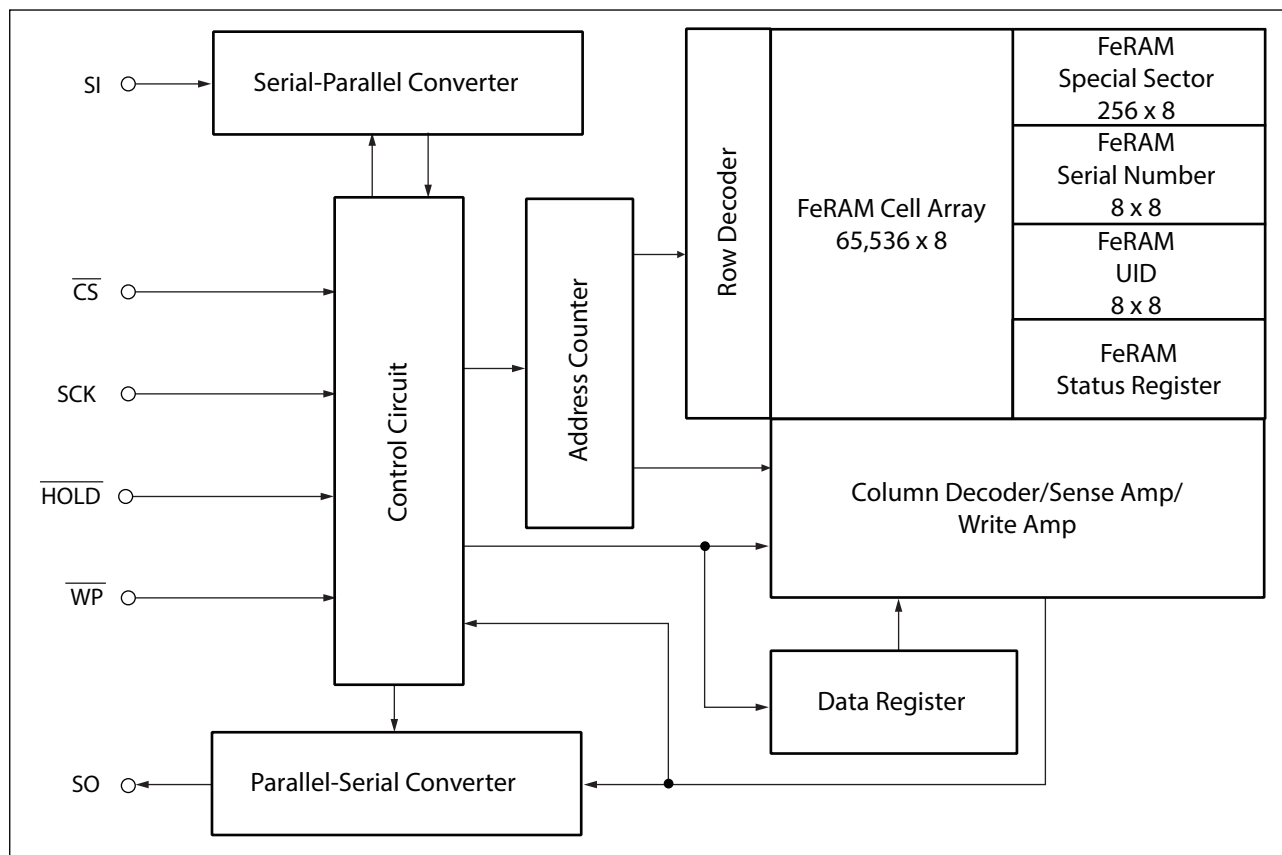 SI
Serial-Parallel Converter
CS
SCK
HOLD
WP
SO
Control Circuit
Address Counter
Row Decoder
FeRAM Cell Array
65,536 x 8
FeRAM
Special Sector
256 x 8
FeRAM
Serial Number
8 x 8
FeRAM
UID
8 x 8
FeRAM
Status Register
Column Decoder/Sense Amp/
Write Amp
Data Register
Parallel-Serial Converter